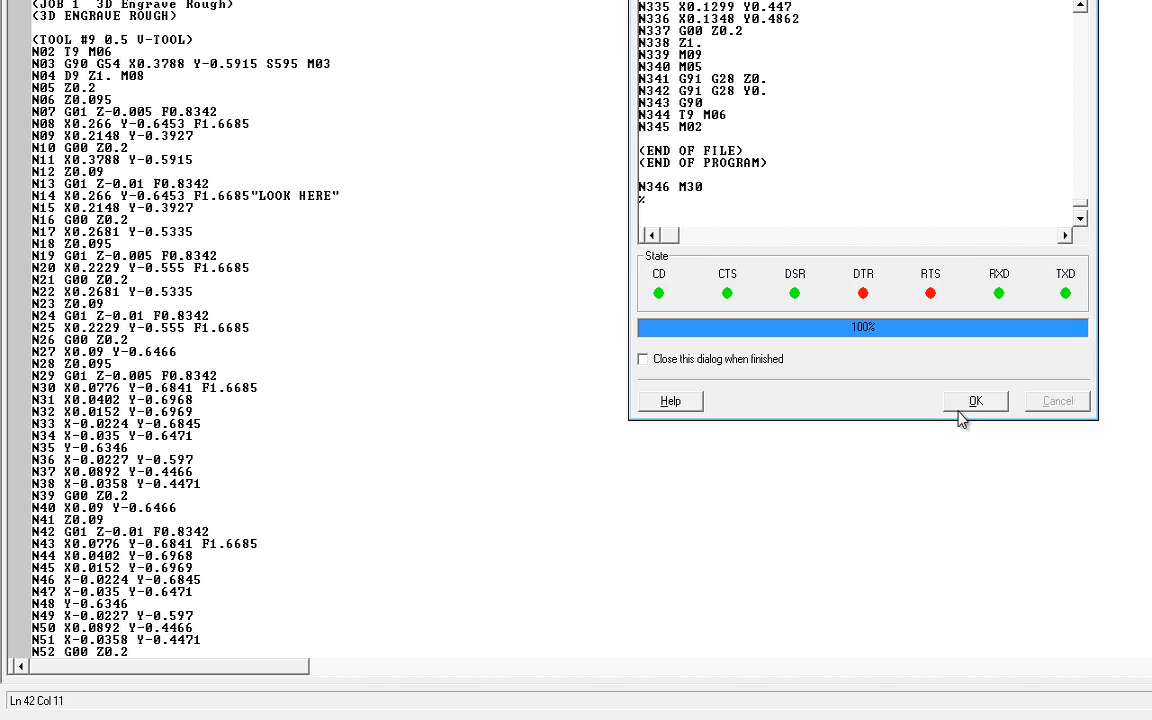 (JOB 1  3D Engrave Rough)
(3D ENGRAVE ROUGH)
(TOOL #9 0.5 V-TOOL)
N02 T9 M06
N03 G90 G54 X0.3788 Y-0.5915 S595 M03
N04 D9 Z1. M08
N05 Z0.2
N06 Z0.095
N07 G01 Z-0.005 F0.8342
N08 X0.266 Y-0.6453 F1.6685
N09 X0.2148 Y-0.3927
N10 G00 Z0.2
N11 X0.3788 Y-0.5915
N12 Z0.09
N13 G01 Z-0.01 F0.8342
N14 X0.266 Y-0.6453 F1.6685"LOOK HERE"
N15 X0.2148 Y-0.3927
N16 G00 Z0.2
N17 X0.2681 Y-0.5335
N18 Z0.095
N19 G01 Z-0.005 F0.8342
N20 X0.2229 Y-0.555 F1.6685
N21 G00 Z0.2
N22 X0.2681 Y-0.5335
N23 Z0.09
N24 G01 Z-0.01 F0.8342
N25 X0.2229 Y-0.555 F1.6685
N26 G00 Z0.2
N27 X0.09 Y-0.6466
N28 Z0.095
N29 G01 Z-0.005 F0.8342
N30 X0.0776 Y-0.6841 F1.6685
N31 X0.0402 Y-0.6968
N32 X0.0152 Y-0.6969
N33 X-0.0224 Y-0.6845
N34 X-0.035 Y-0.6471
N35 Y-0.6346
N36 X-0.0227 Y-0.597
N37 X0.0892 Y-0.4466
N38 X-0.0358 Y-0.4471
N39 G00 Z0.2
N40 X0.09 Y-0.6466
N41 Z0.09
N42 G01 Z-0.01 F0.8342
N43 X0.0776 Y-0.6841 F1.6685
N44 X0.0402 Y-0.6968
N45 X0.0152 Y-0.6969
N46 X-0.0224 Y-0.6845
N47 X-0.035 Y-0.6471
N48 Y-0.6346
N49 X-0.0227 Y-0.597
N50 X0.0892 Y-0.4466
N51 X-0.0358 Y-0.4471
N52 G00 Z0.2
Ln 42 Col 11
N335 X0.1299 Y0.447
N336 X0.1348 Y0.4862
N337 G00 Z0.2
N338 Z1.
N339 M09
N340 M05
N341 G91 G28 Z0.
N342 G91 G28 Y0.
N343 G90
N344 T9 M06
N345 M02
(END OF FILE)
(END OF PROGRAM)
N346 M30
%
State
CD CTS DSR DTR RTS RXD TXD
100%
Close this dialog when finished
Help OK Cancel